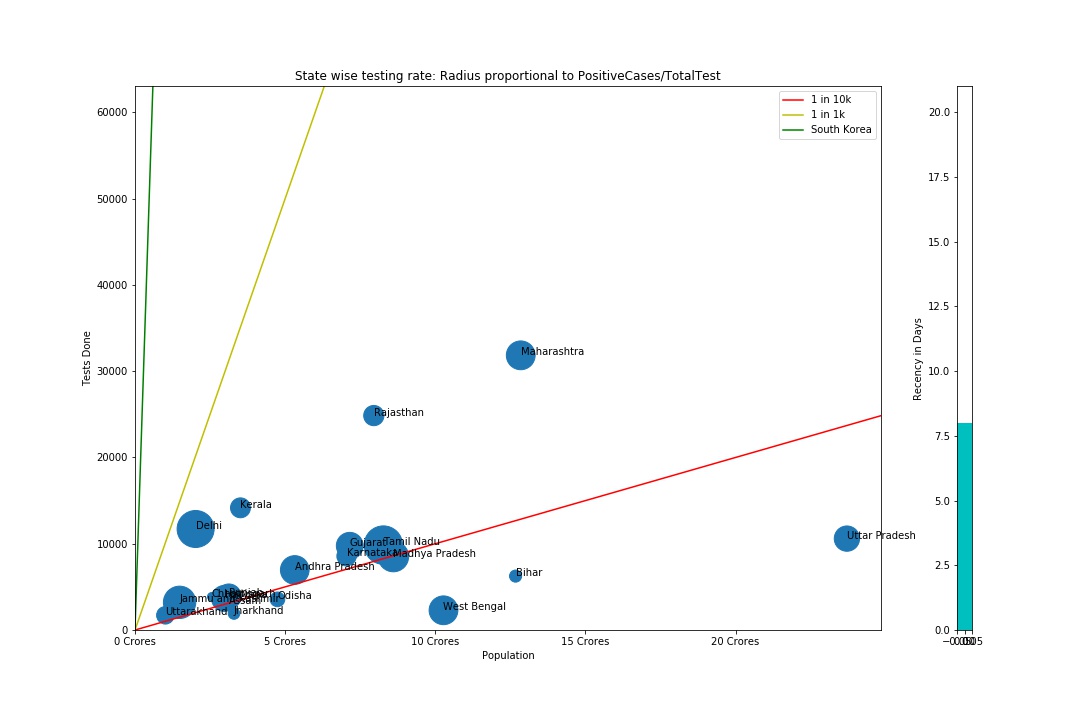 State wise testing rate: Radius proportional to PositiveCases/TotalTest
1 in 10k
1 in 1k
South Korea
Tests Done
60000
50000
40000
30000
20000
10000
0
Maharashtra
Rajasthan
Kerala
Delhi
Gujarat
Tamil Nadu
Karnataka
Madhya Pradesh
Andhra Pradesh
Uttar Pradesh
Bihar
West Bengal
Odisha
Jammu and
Jharkhand
Uttarakhand
0 Crores
5 Crores
10 Crores
15 Crores
20 Crores
Population
Recency in Days
20.0
17.5
15.0
12.5
10.0
7.5
5.0
2.5
0.0